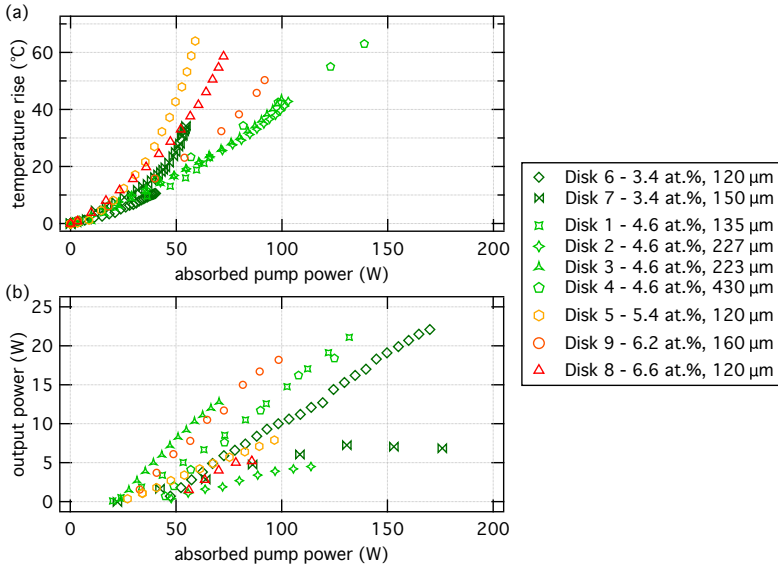 (a)
temperature rise (°C)
60
40
20
0
0
50
100
150
200
absorbed pump power (W)
(b)
output power (W)
25
20
15
10
5
0
0
50
100
150
200
absorbed pump power (W)
Disk 6 - 3.4 at.%, 120 µm
Disk 7 - 3.4 at.%, 150 µm
Disk 1 - 4.6 at.%, 135 µm
Disk 2 - 4.6 at.%, 227 µm
Disk 3 - 4.6 at.%, 223 µm
Disk 4 - 4.6 at.%, 430 µm
Disk 5 - 5.4 at.%, 120 µm
Disk 9 - 6.2 at.%, 160 µm
Disk 8 - 6.6 at.%, 120 µm